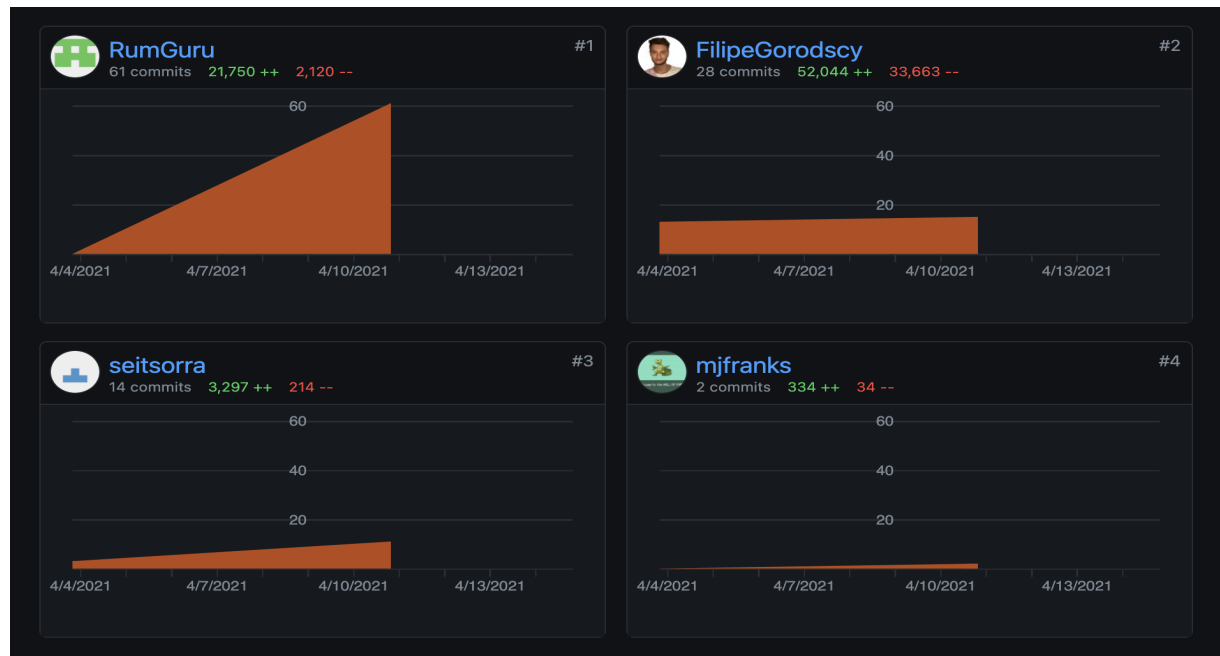 RumGuru #1
61 commits 21,750 ++ 2,120 --
60
4/4/2021 4/7/2021 4/10/2021 4/13/2021
FilipeGorodscy #2
28 commits 52,044 ++ 33,663 --
60
40
20
4/4/2021 4/7/2021 4/10/2021 4/13/2021
seitsorra #3
14 commits 3,297 ++ 214 --
60
40
20
4/4/2021 4/7/2021 4/10/2021 4/13/2021
mjfranks #4
2 commits 334 ++ 34 --
60
40
20
4/4/2021 4/7/2021 4/10/2021 4/13/2021